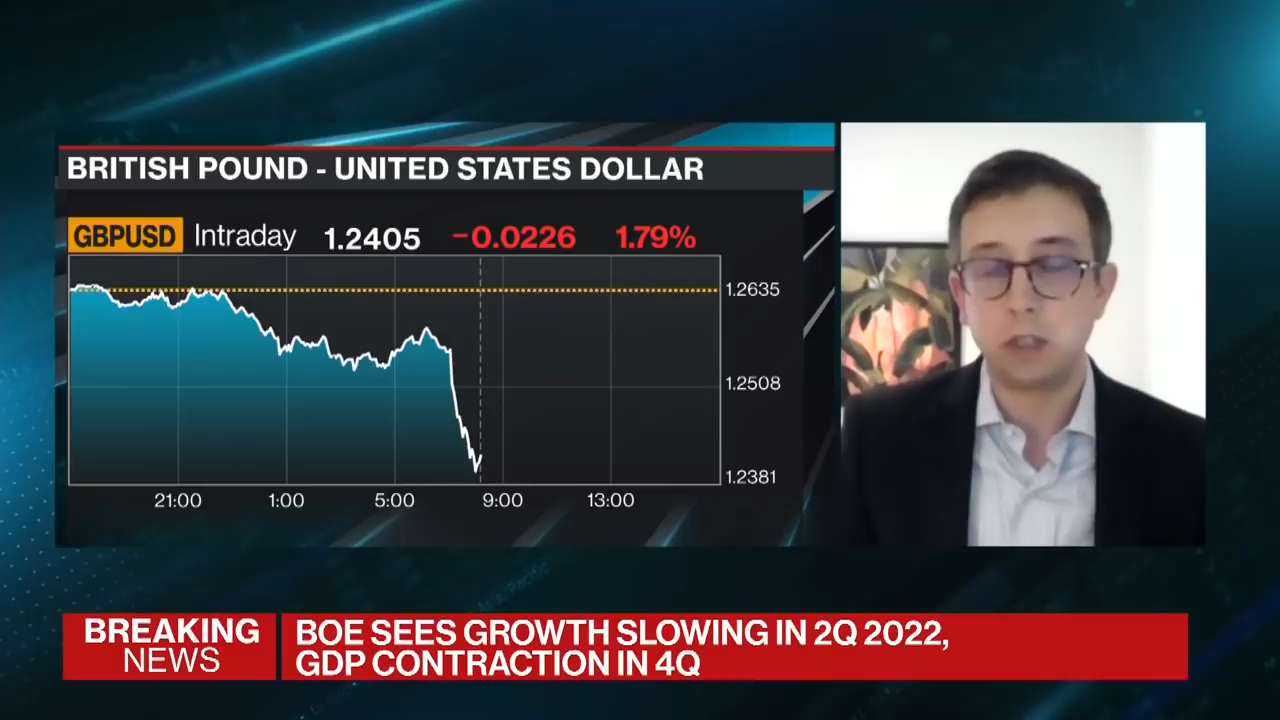 BRITISH POUND - UNITED STATES DOLLAR
GBPUSD Intraday 1.2405 -0.0226 1.79%
1.2635
1.2508
1.2381
21:00 1:00 5:00 9:00 13:00
Asia Pacific
BREAKING
NEWS
BOE SEES GROWTH SLOWING IN 2Q 2022,
GDP CONTRACTION IN 4Q